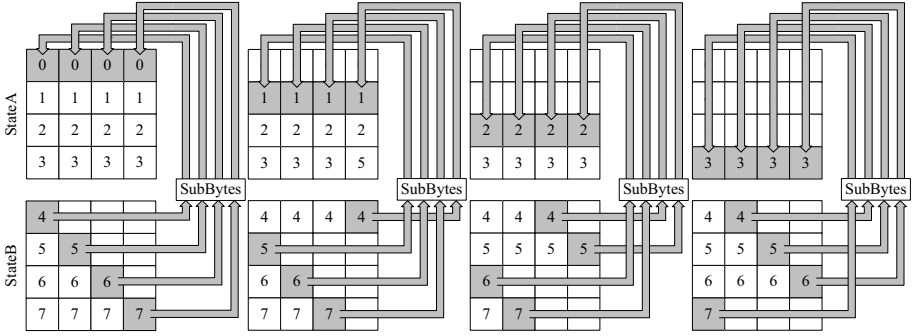 StateA
0 0 0 0
1 1 1 1 1 1 1 1
2 2 2 2 2 2 2 2 2 2 2 2
3 3 3 3 3 3 3 5 3 3 3 3 3 3 3 3
SubBytes SubBytes SubBytes SubBytes
StateB
4 4 4 4 4 4 4 4 4 4
5 5 5 5 5 5 5 5 5 5
6 6 6 6 6 6 6 6 6 6
7 7 7 7 7 7 7 7 7 7